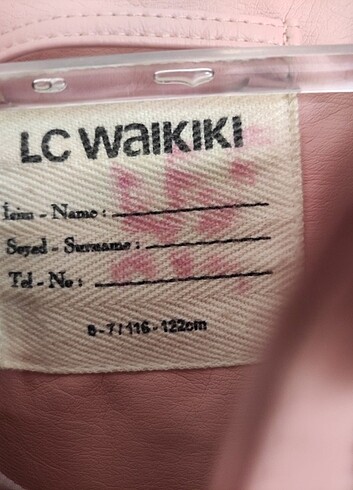 LC WAIKIKI
İsim - Name :
Soyad - Surname :
Tel - No :
6-7 / 116 - 122cm